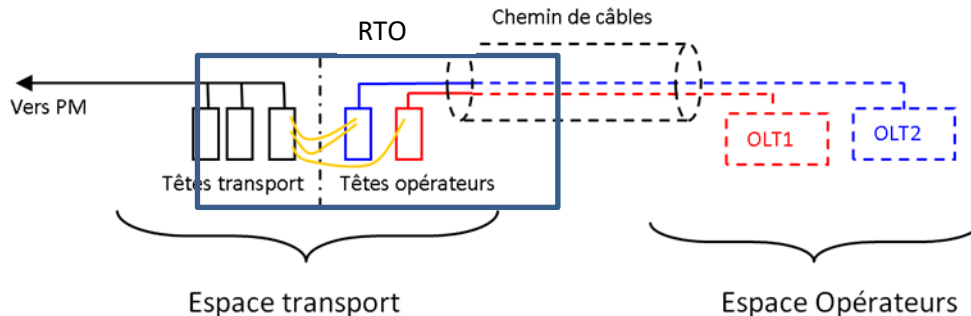 Chemin de câbles
RTO
Vers PM
OLT1
OLT2
Têtes transport
Têtes opérateurs
Espace transport
Espace Opérateurs